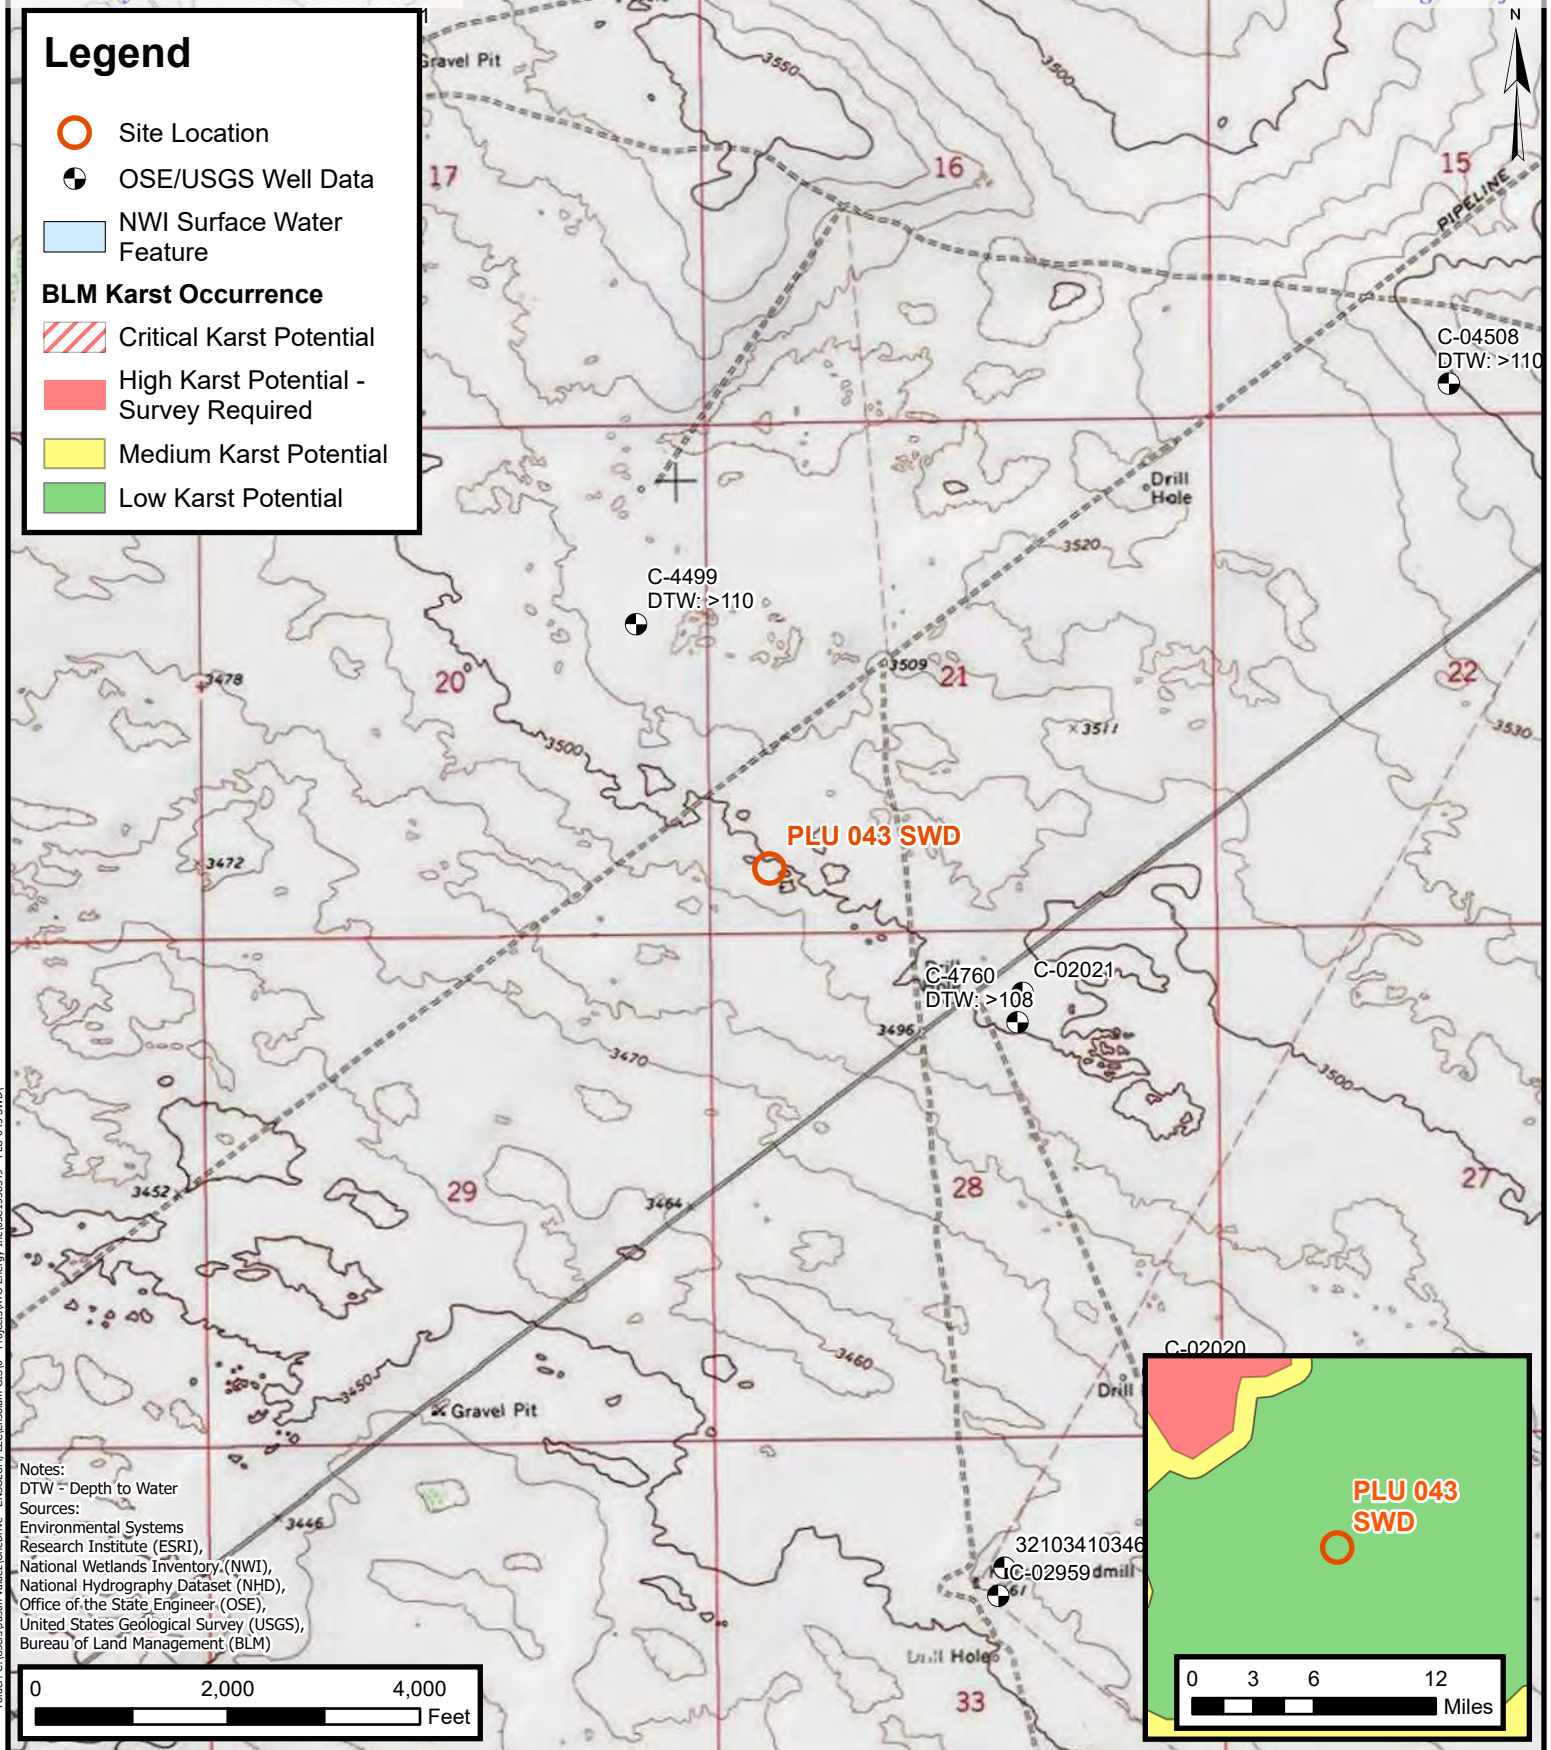 Legend
Site Location
OSE/USGS Well Data
NWI Surface Water
Feature
BLM Karst Occurrence
Critical Karst Potential
High Karst Potential -
Survey Required
Medium Karst Potential
Low Karst Potential
N
Gravel Pit
3550
3500
17
16
15
PIPELINE
C-04508
DTW: >110
Drill
Hole
3520
C-4499
DTW: >110
3478
20
3509
21
22
×3511
3530
3500
PLU 043 SWD
3472
C-4760
DTW: >108
C-02021
3496
3470
3500
3452
29
3464
28
27
3460
C-02020
3450
Drill
Gravel Pit
3446
32103410346
C-02959
dmill
Drill Hole
33
Notes:
DTW - Depth to Water
Sources:
Environmental Systems
Research Institute (ESRI),
National Wetlands Inventory (NWI),
National Hydrography Dataset (NHD),
Office of the State Engineer (OSE),
United States Geological Survey (USGS),
Bureau of Land Management (BLM)
0 2,000 4,000
Feet
PLU 043
SWD
0 3 6 12
Miles